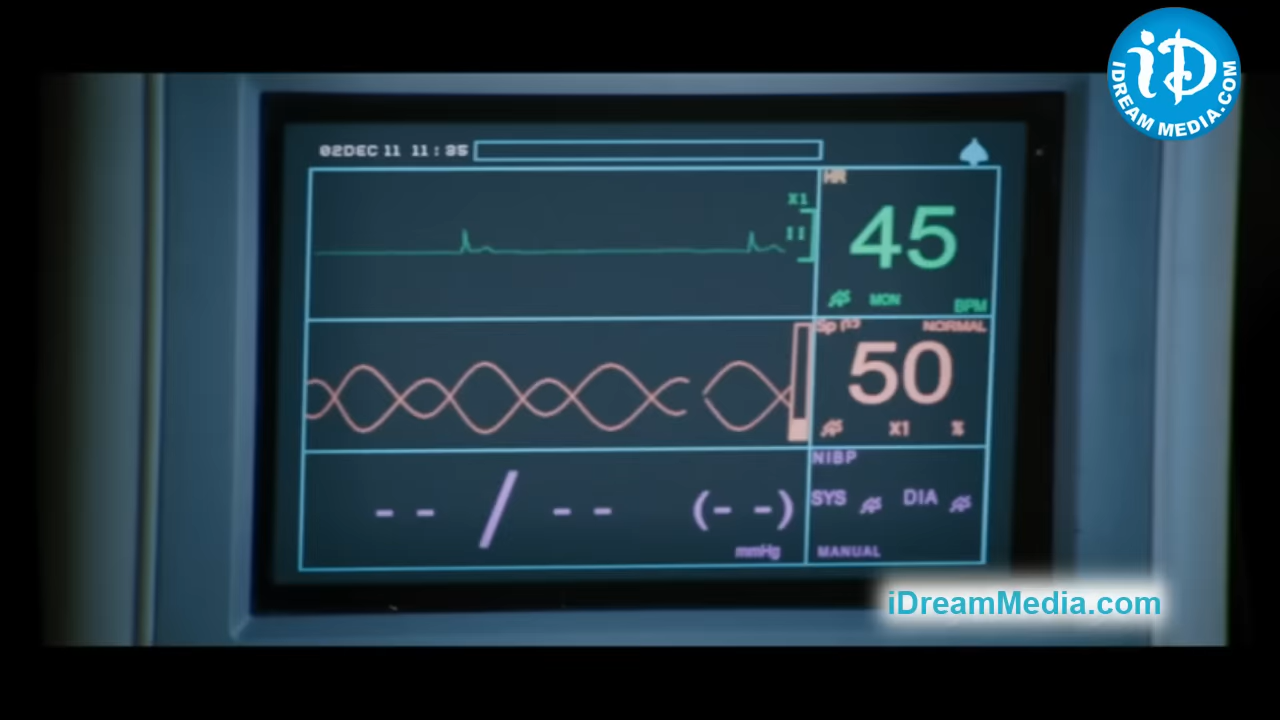 iD
IDREAM MEDIA.COM
02DEC 11 11:35
HR
X1
II
45
MON
BPM
NORMAL
50
X1 %
NIBP
-- / -- (--)
SYS DIA
mmHg
MANUAL
iDreamMedia.com